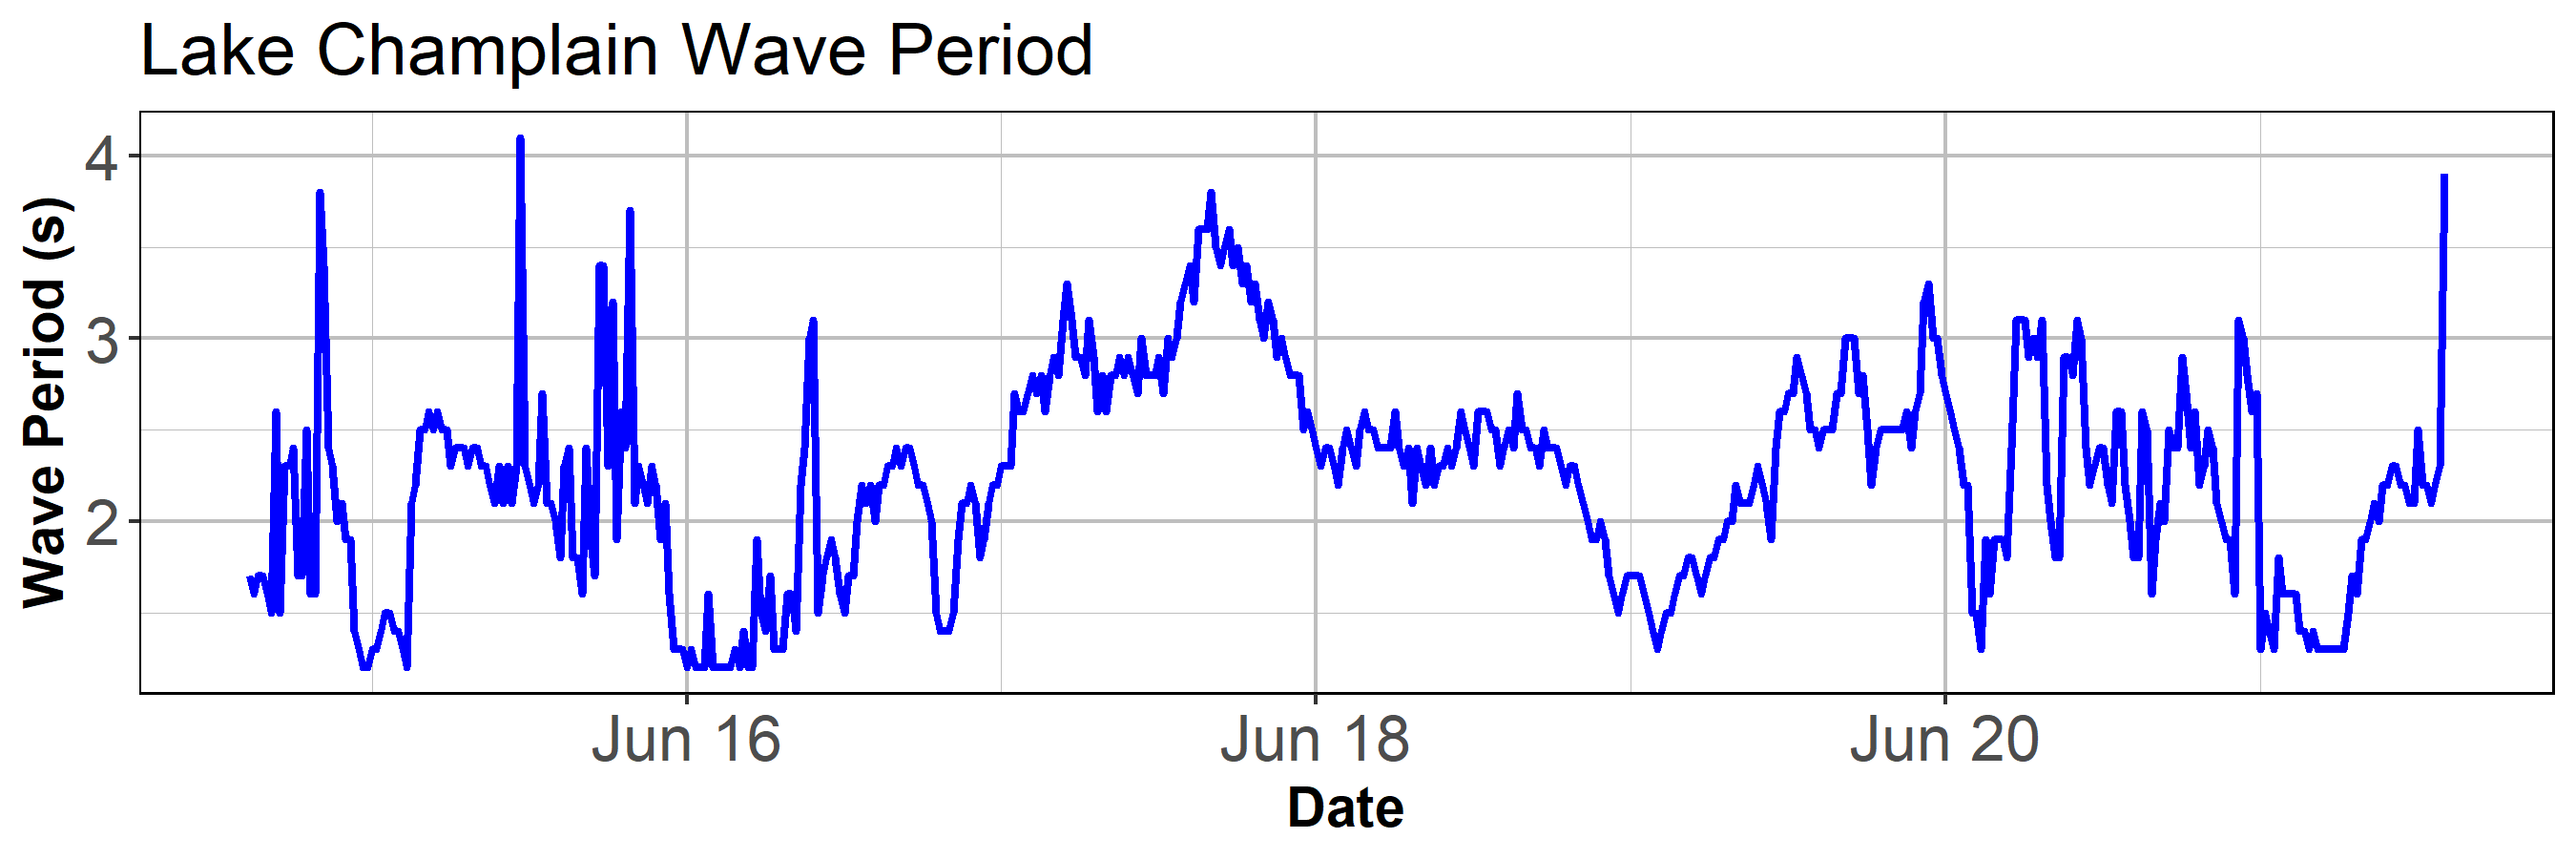 Lake Champlain Wave Period
Wave Period (s)
4
3
2
Jun 16
Jun 18
Jun 20
Date